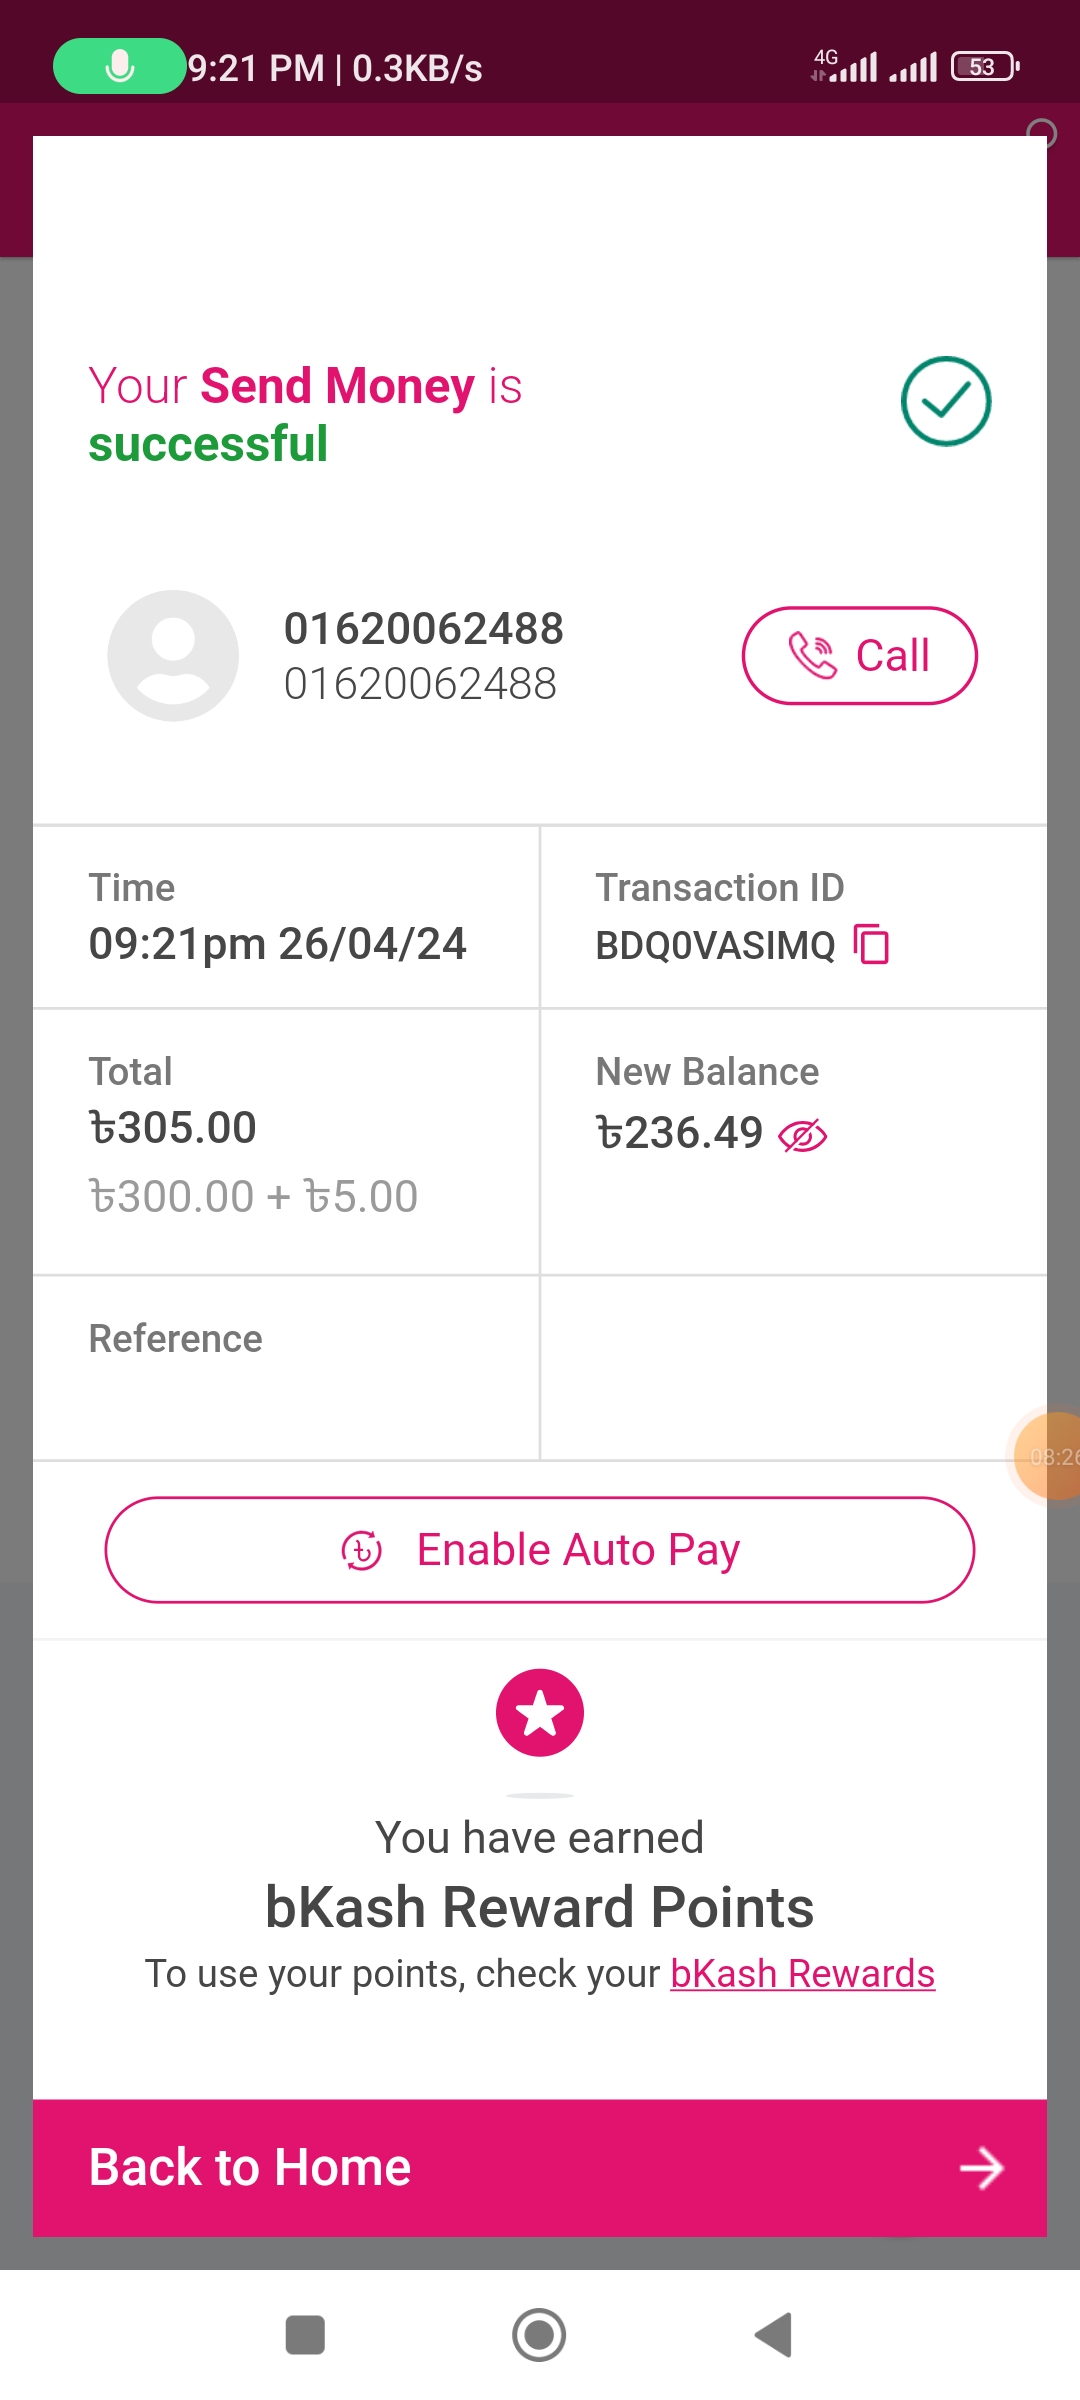 9:21 PM | 0.3KB/s
4G
53
Your Send Money is
successful
01620062488
01620062488
Call
Time
09:21pm 26/04/24
Transaction ID
BDQ0VASIMQ
Total
৳305.00
৳300.00 + ৳5.00
New Balance
৳236.49
Reference
08:26
Enable Auto Pay
You have earned
bKash Reward Points
To use your points, check your bKash Rewards
Back to Home